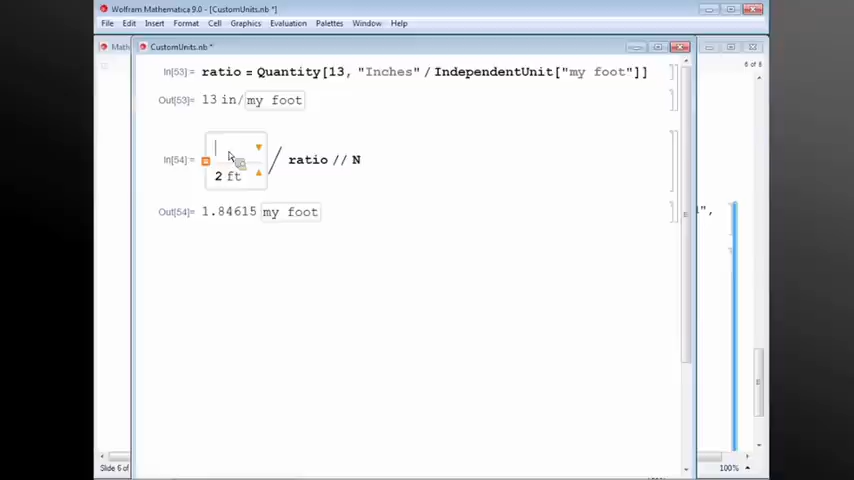 Wolfram Mathematica 9.0 - [CustomUnits.nb *]
File Edit Insert Format Cell Graphics Evaluation Palettes Window Help
Math
CustomUnits.nb *
6 of 8
In[53]:= ratio = Quantity[13, "Inches" / IndependentUnit["my foot"]]
Out[53]= 13 in/my foot
In[54]:= 2 ft / ratio // N
Out[54]= 1.84615 my foot
",
Slide 6 of
100%